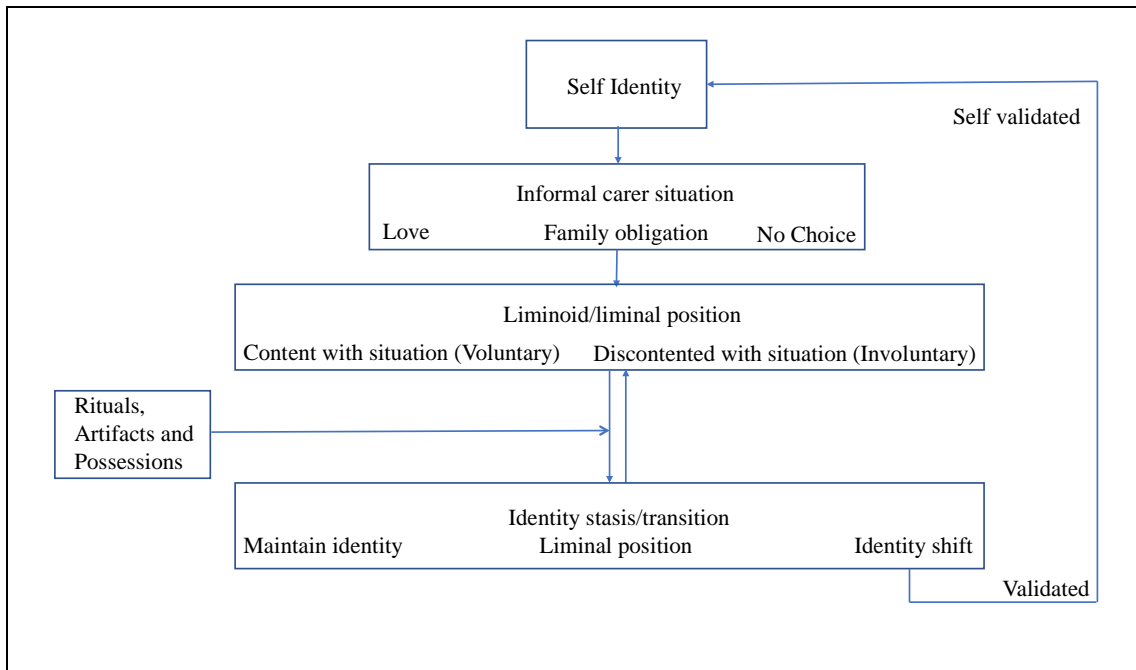 Self Identity
Self validated
Informal carer situation
Love Family obligation No Choice
Liminoid/liminal position
Content with situation (Voluntary) Discontented with situation (Involuntary)
Rituals,
Artifacts and
Possessions
Identity stasis/transition
Maintain identity Liminal position Identity shift
Validated